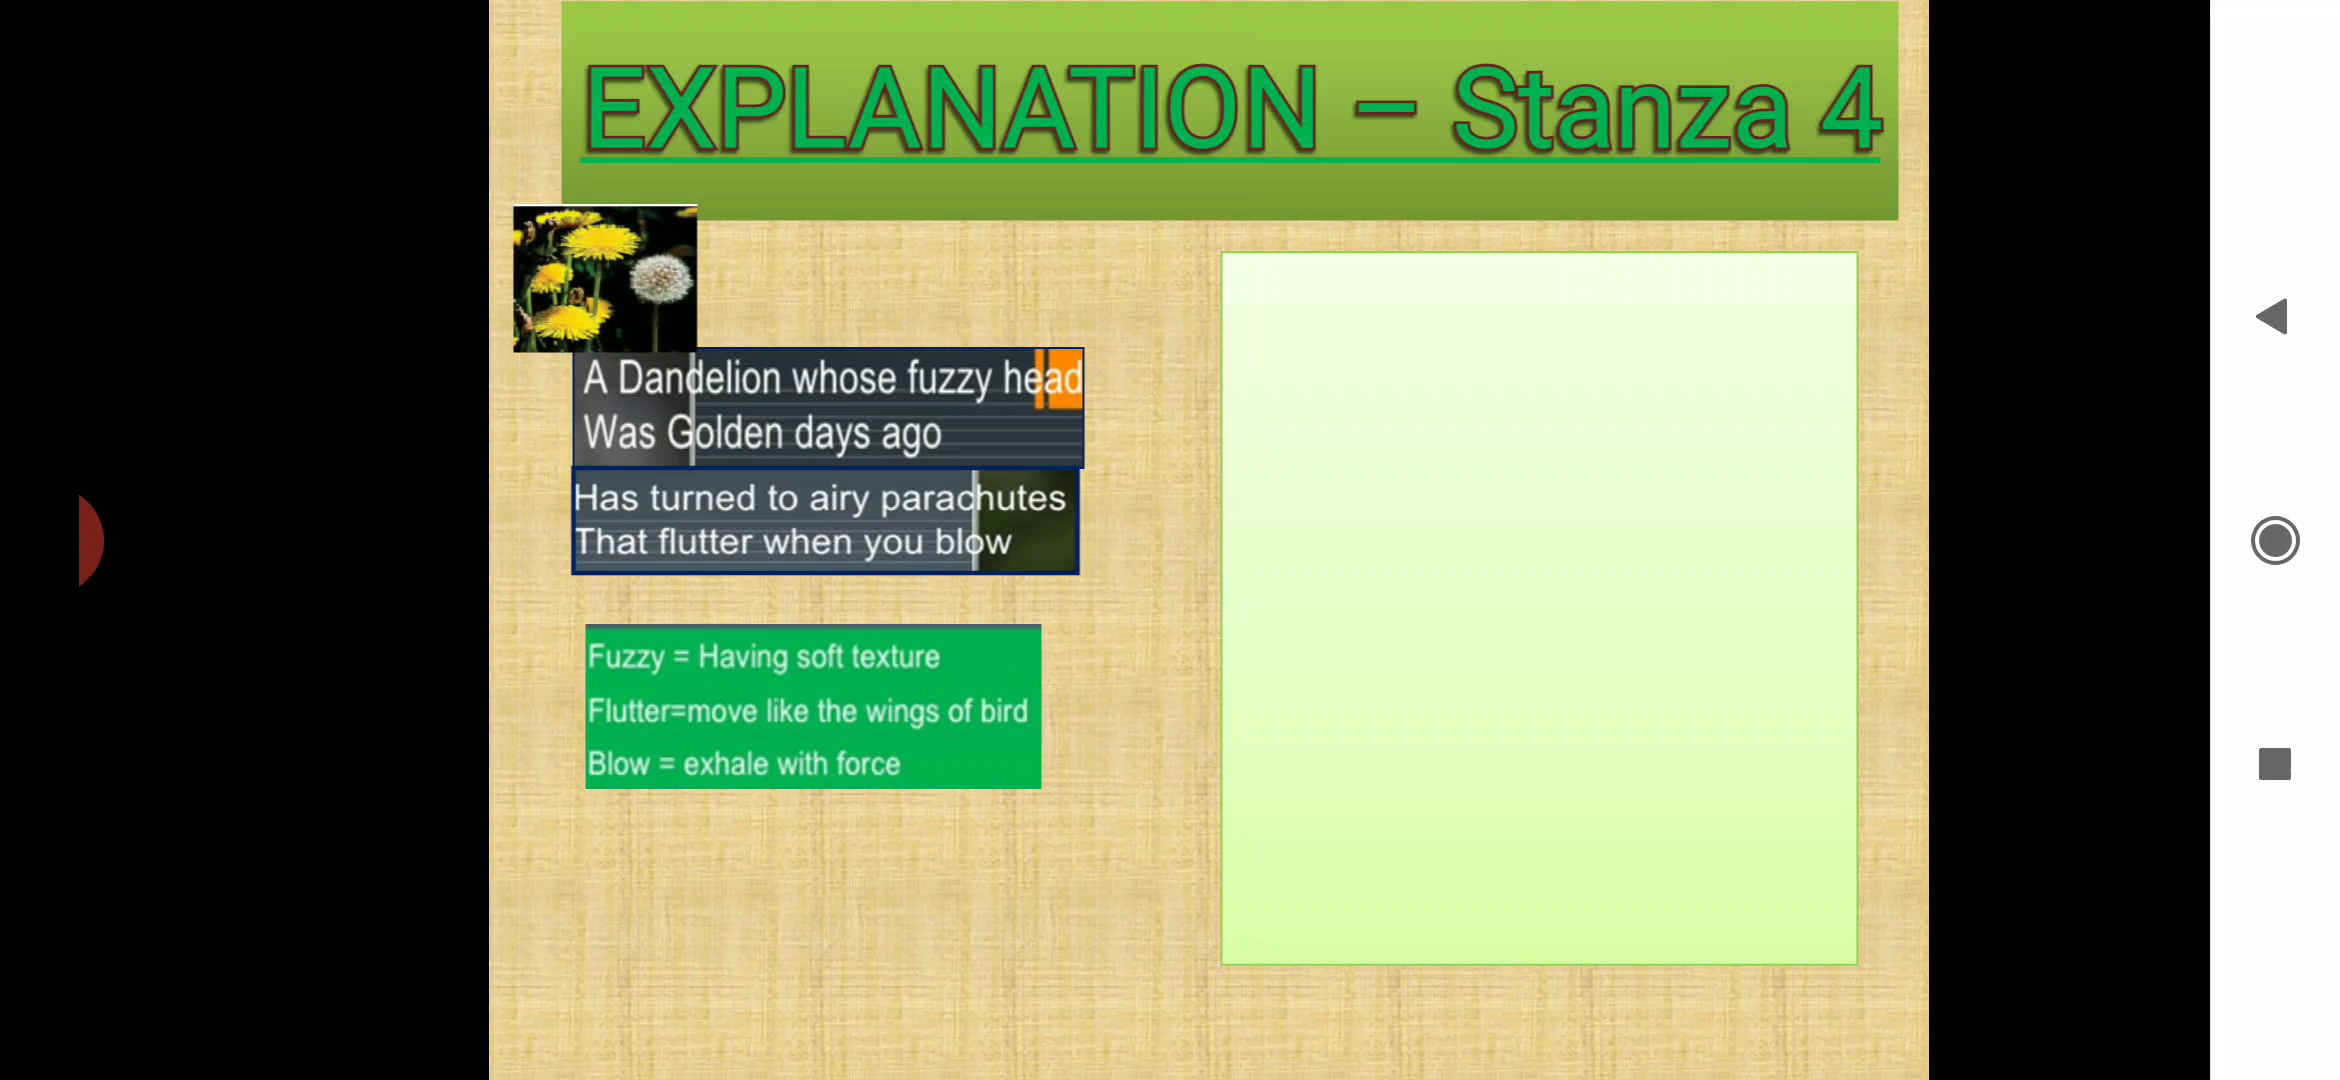 EXPLANATION – Stanza 4
A Dandelion whose fuzzy head
Was Golden days ago
Has turned to airy parachutes
That flutter when you blow
Fuzzy = Having soft texture
Flutter=move like the wings of bird
Blow = exhale with force